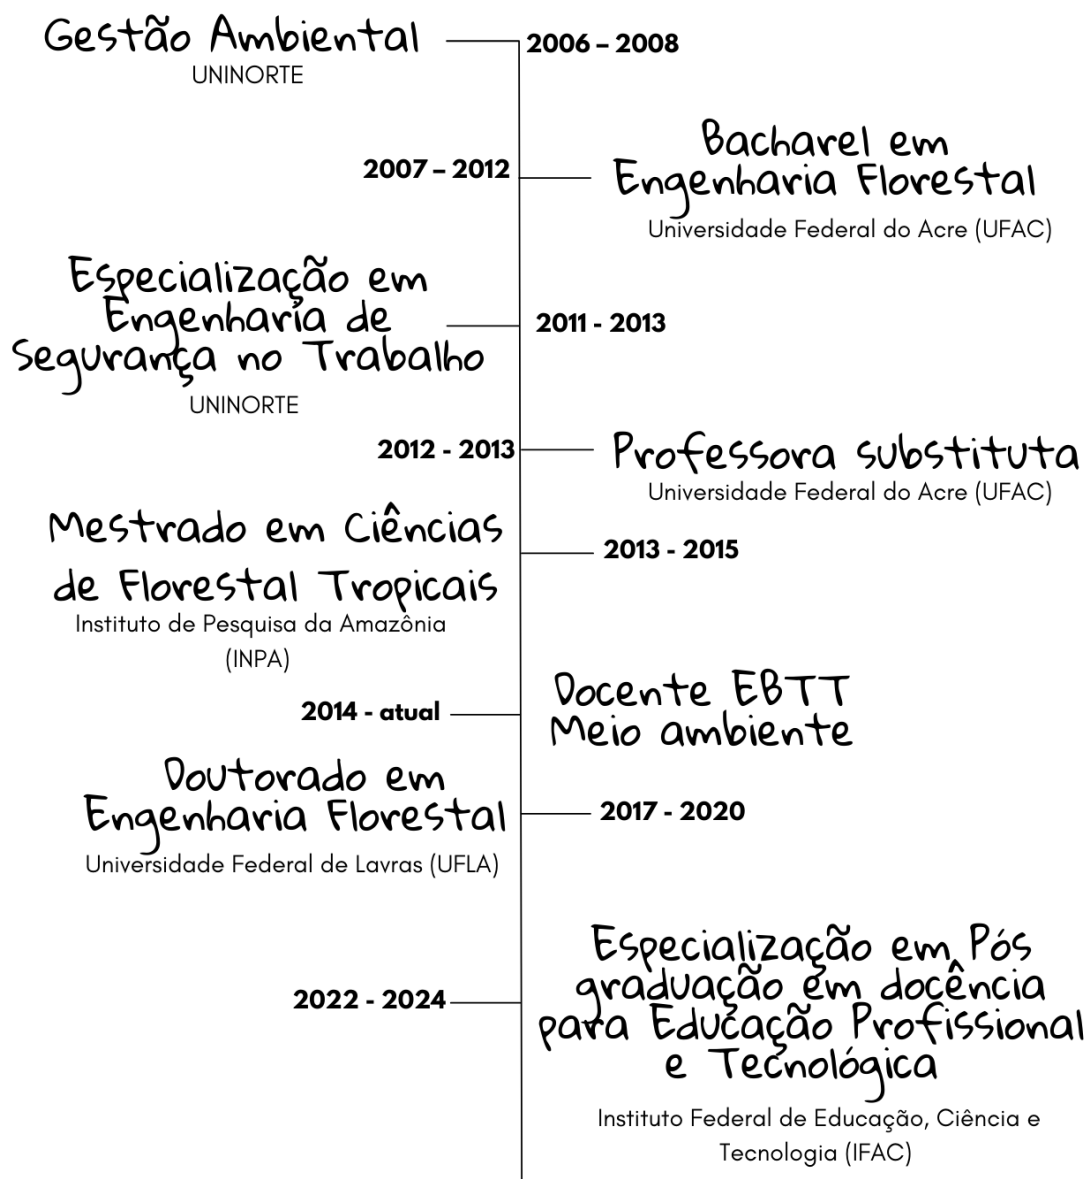 Gestão Ambiental
UNINORTE
2006 – 2008
2007 – 2012
Bacharel em
Engenharia Florestal
Universidade Federal do Acre (UFAC)
Especialização em
Engenharia de
Segurança no Trabalho
UNINORTE
2011 - 2013
2012 - 2013
Professora substituta
Universidade Federal do Acre (UFAC)
Mestrado em Ciências
de Florestal Tropicais
Instituto de Pesquisa da Amazônia
(INPA)
2013 - 2015
2014 - atual
Docente EBTT
Meio ambiente
Doutorado em
Engenharia Florestal
Universidade Federal de Lavras (UFLA)
2017 - 2020
2022 - 2024
Especialização em Pós
graduação em docência
para Educação Profissional
e Tecnológica
Instituto Federal de Educação, Ciência e
Tecnologia (IFAC)